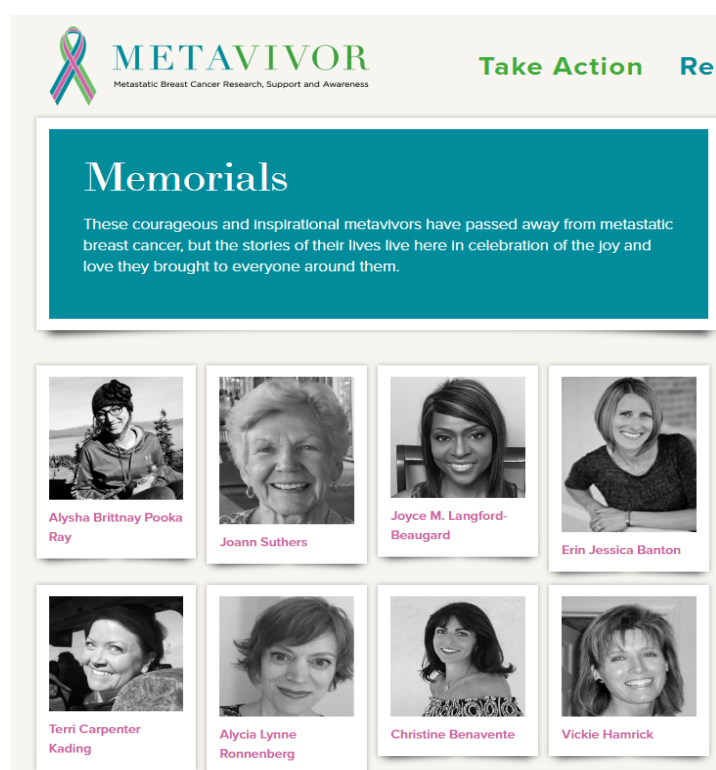 METAVIVOR
Metastatic Breast Cancer Research, Support and Awareness
Take Action
Re
Memorials
These courageous and inspirational metavivors have passed away from metastatic
breast cancer, but the stories of their lives live here in celebration of the joy and
love they brought to everyone around them.
Alysha Brittnay Pooka
Ray
Joann Suthers
Joyce M. Langford-
Beaugard
Erin Jessica Banton
Terri Carpenter
Kading
Alycia Lynne
Ronnenberg
Christine Benavente
Vickie Hamrick